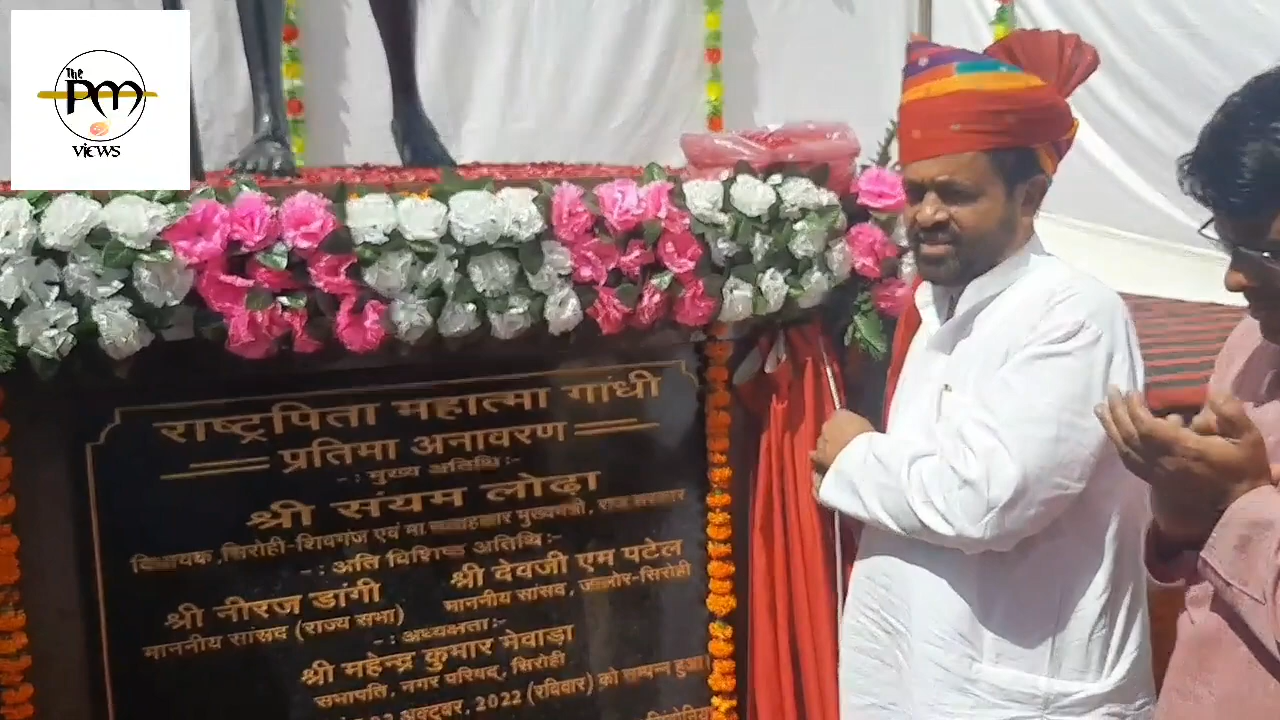 The
PM
VIEWS
राष्ट्रपिता महात्मा गांधी
प्रतिमा अनावरण
-: मुख्य अतिथि:-
श्री संयम लोढ़ा
विधायक, सिरोही-शिवगंज एवं मा. सलाहकार मुख्यमंत्री, राज. सरकार
-: अति विशिष्ट अतिथि:-
श्री नीरज डांगी
माननीय सांसद (राज्य सभा)
श्री देवजी एम पटेल
माननीय सांसद, जालोर-सिरोही
-: अध्यक्षता:-
श्री महेन्द्र कुमार मेवाड़ा
सभापति, नगर परिषद्, सिरोही
अक्टूबर, 2022 (रविवार) को सम्पन्न हुआ।